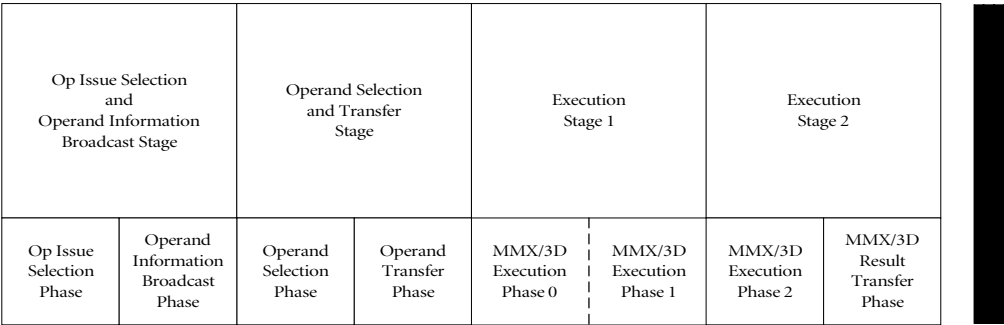 Op Issue Selection
and
Operand Information
Broadcast Stage
Operand Selection
and Transfer
Stage
Execution
Stage 1
Execution
Stage 2
Op Issue
Selection
Phase
Operand
Information
Broadcast
Phase
Operand
Selection
Phase
Operand
Transfer
Phase
MMX/3D
Execution
Phase 0
MMX/3D
Execution
Phase 1
MMX/3D
Execution
Phase 2
MMX/3D
Result
Transfer
Phase